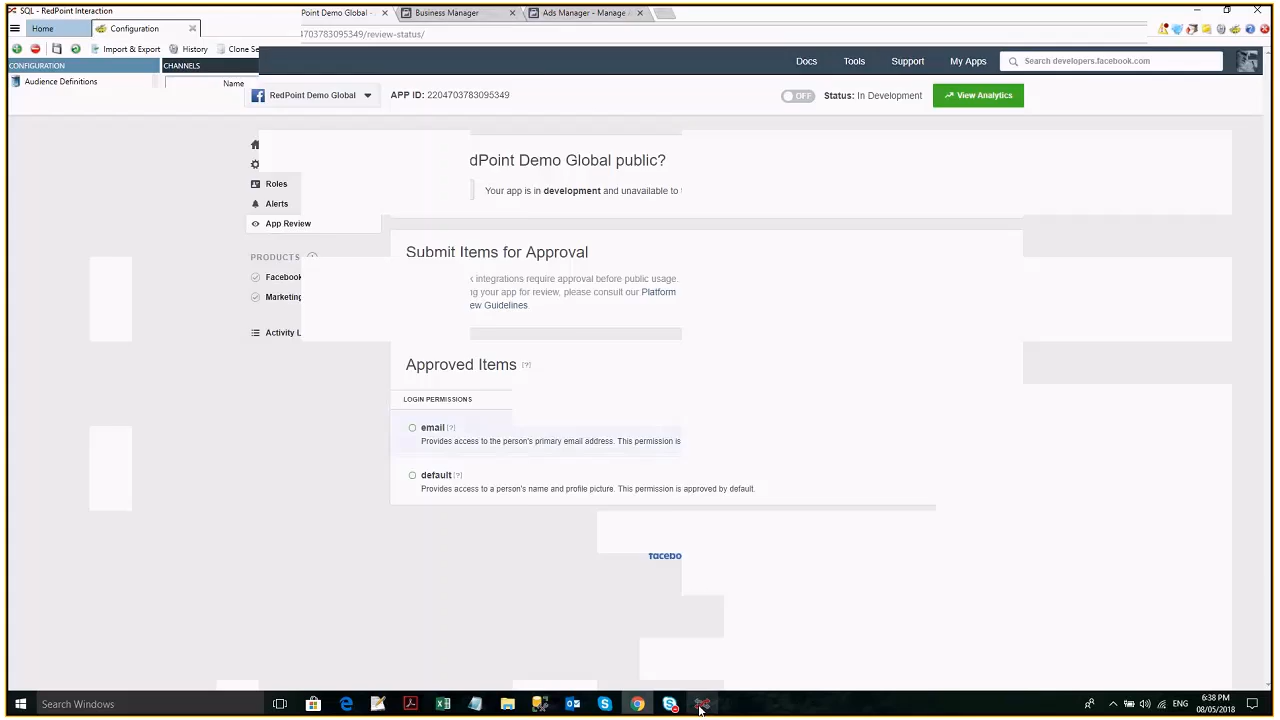 SQL - RedPoint Interaction
Point Demo Global -
Business Manager
Ads Manager - Manage A
Home
Configuration
4703783095349/review-status/
Import & Export
History
Clone Se
CONFIGURATION
CHANNELS
Audience Definitions
Name
Docs
Tools
Support
My Apps
Search developers.facebook.com
RedPoint Demo Global
APP ID: 2204703783095349
OFF
Status: In Development
View Analytics
Roles
Alerts
App Review
PRODUCTS
Facebook
Marketing
Activity L
dPoint Demo Global public?
Your app is in development and unavailable to
Submit Items for Approval
k integrations require approval before public usage.
ng your app for review, please consult our Platform
ew Guidelines.
Approved Items [?]
LOGIN PERMISSIONS
email [?]
Provides access to the person's primary email address. This permission is
default [?]
Provides access to a person's name and profile picture. This permission is approved by default.
facebo
Search Windows
ENG
6:38 PM
08/05/2018